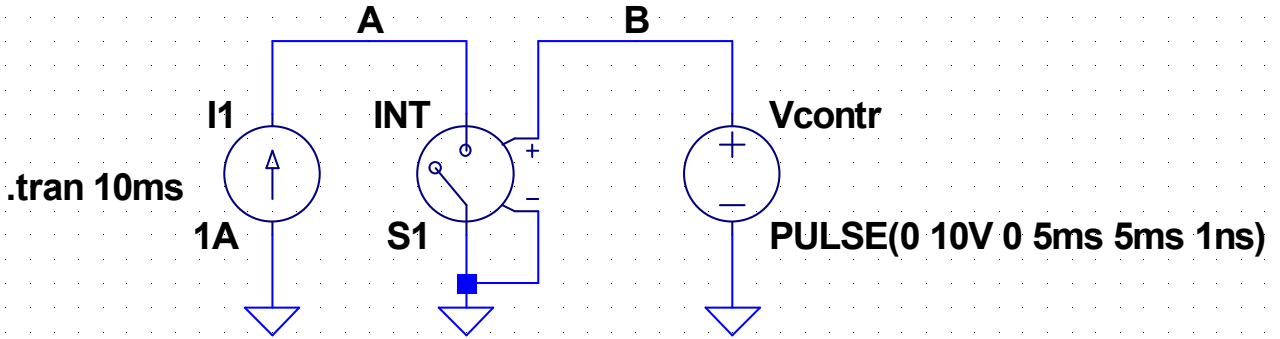 A
B
I1
INT
Vcontr
+
−
+
−
.tran 10ms
1A
S1
PULSE(0 10V 0 5ms 5ms 1ns)